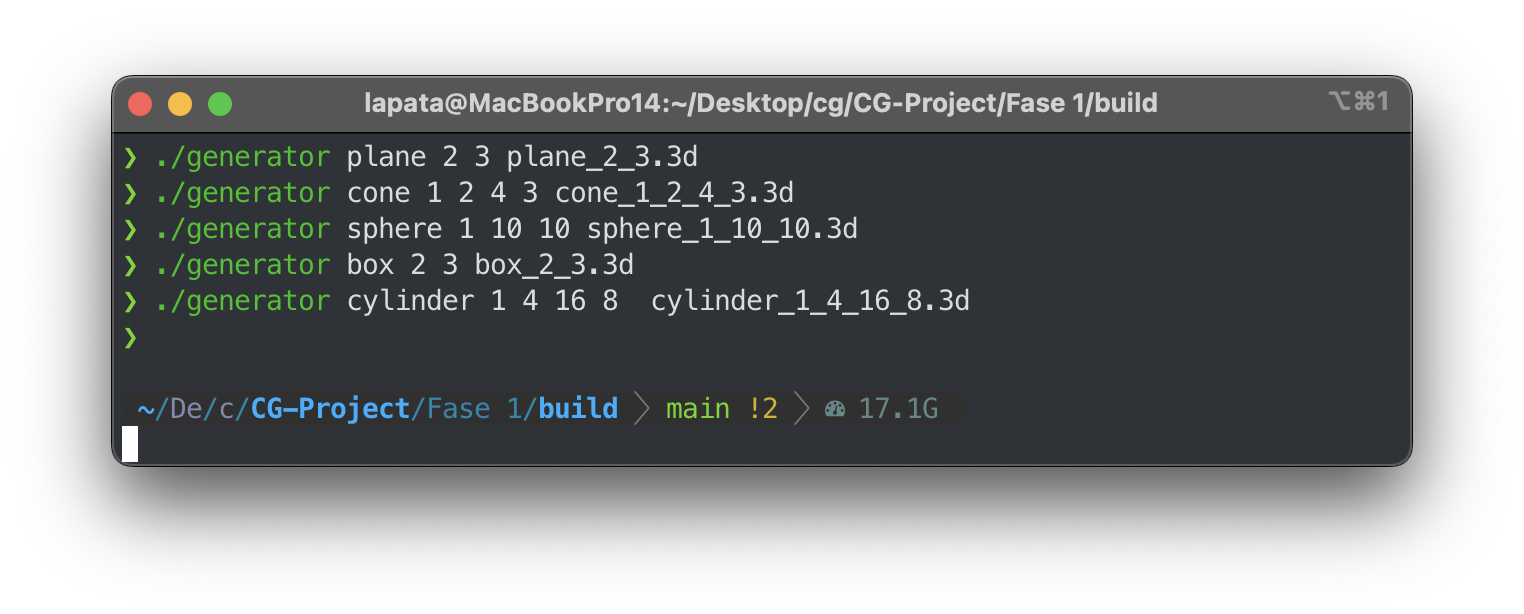 lapata@MacBookPro14:~/Desktop/cg/CG-Project/Fase 1/build ⌥⌘1
❯ ./generator plane 2 3 plane_2_3.3d
❯ ./generator cone 1 2 4 3 cone_1_2_4_3.3d
❯ ./generator sphere 1 10 10 sphere_1_10_10.3d
❯ ./generator box 2 3 box_2_3.3d
❯ ./generator cylinder 1 4 16 8  cylinder_1_4_16_8.3d
❯
~/De/c/CG-Project/Fase 1/build main !2 17.1G